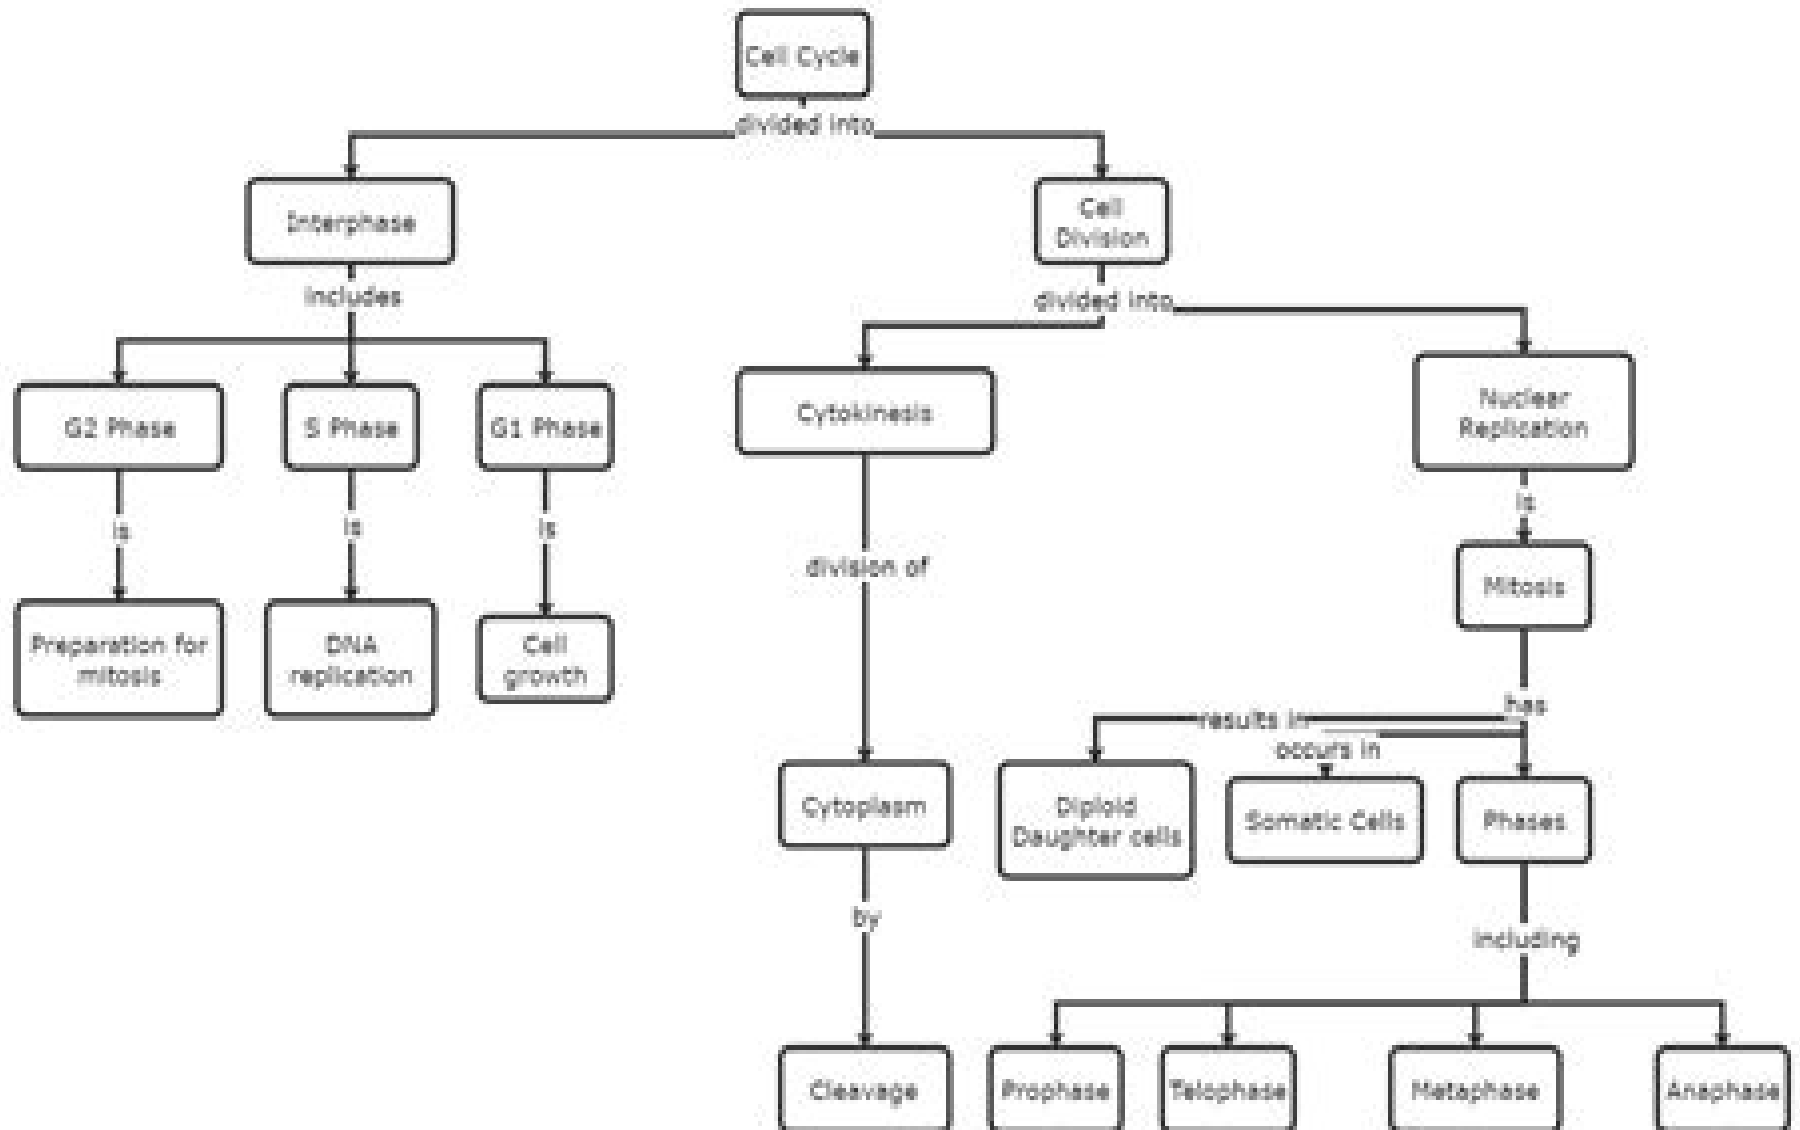 Cell Cycle
divided into
Interphase
Cell
Division
includes
divided into
G2 Phase
S Phase
G1 Phase
Cytokinesis
Nuclear
Replication
is
is
is
is
division of
Mitosis
Preparation for
mitosis
DNA
replication
Cell
growth
has
results in
occurs in
Cytoplasm
Diploid
Daughter cells
Somatic Cells
Phases
by
including
Cleavage
Prophase
Telophase
Metaphase
Anaphase